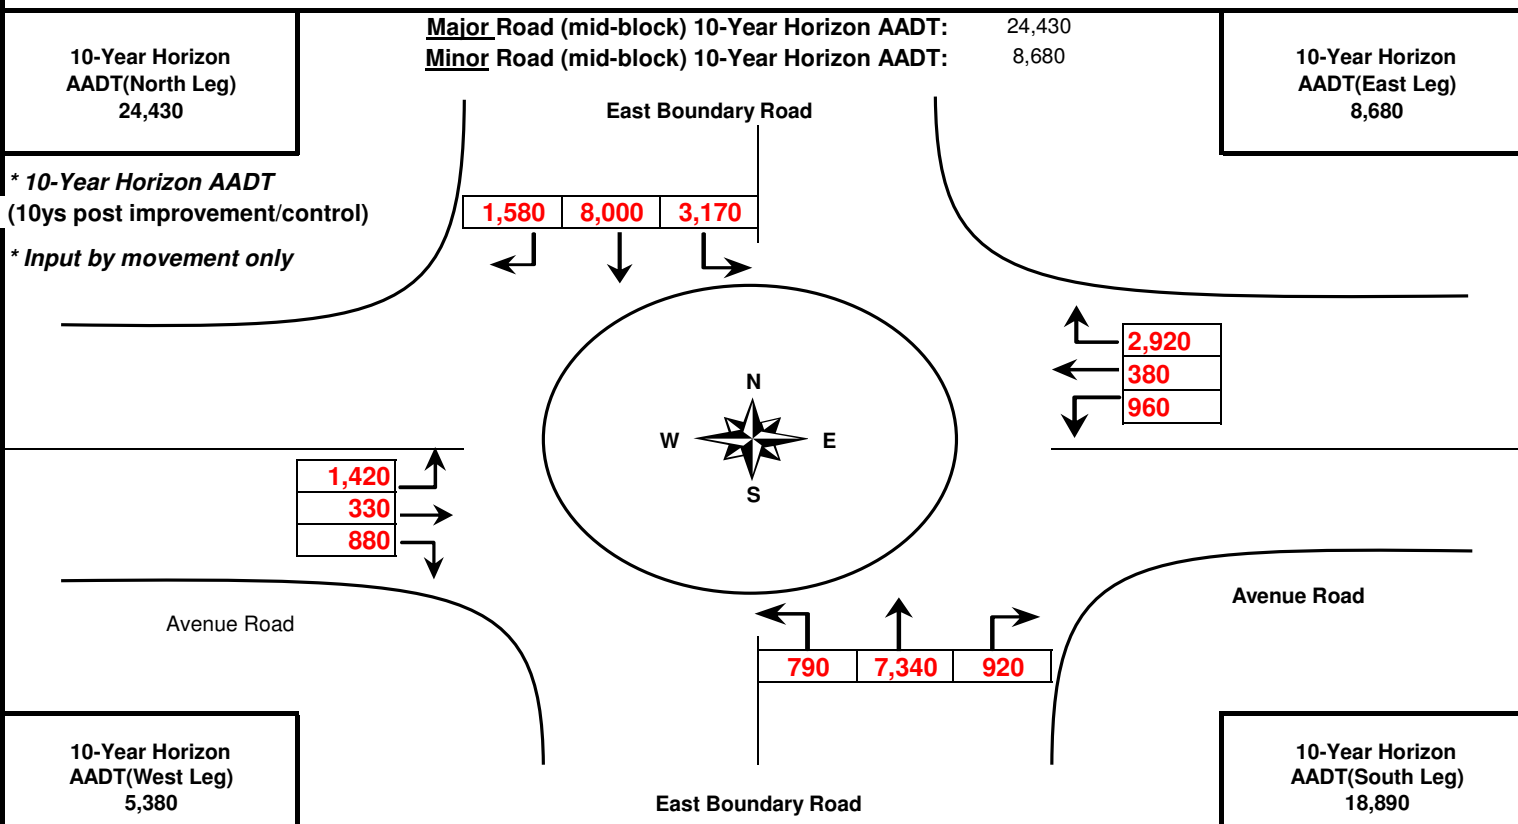 Major Road (mid-block) 10-Year Horizon AADT: 24,430
Minor Road (mid-block) 10-Year Horizon AADT: 8,680
10-Year Horizon
AADT(North Leg)
24,430
10-Year Horizon
AADT(East Leg)
8,680
East Boundary Road
* 10-Year Horizon AADT
(10ys post improvement/control)
* Input by movement only
1,580 8,000 3,170
2,920
380
960
N
W E
S
1,420
330
880
Avenue Road
Avenue Road
790 7,340 920
10-Year Horizon
AADT(West Leg)
5,380
East Boundary Road
10-Year Horizon
AADT(South Leg)
18,890